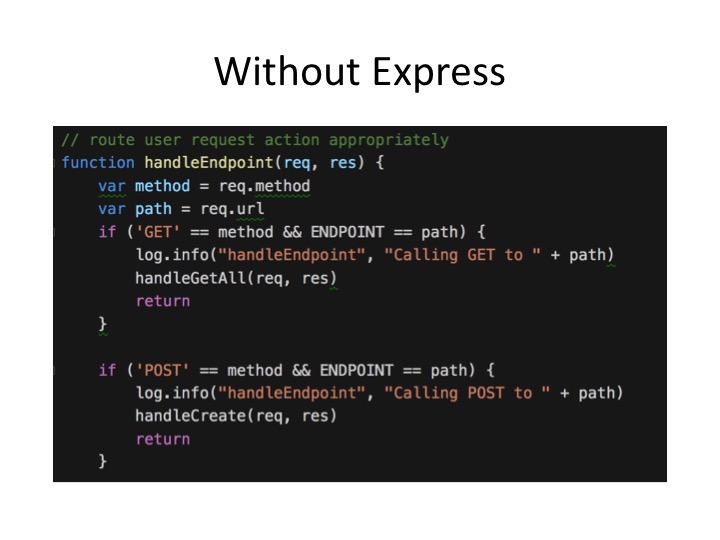 Without Express
// route user request action appropriately
function handleEndpoint(req, res) {
    var method = req.method
    var path = req.url
    if ('GET' == method && ENDPOINT == path) {
        log.info("handleEndpoint", "Calling GET to " + path)
        handleGetAll(req, res)
        return
    }

    if ('POST' == method && ENDPOINT == path) {
        log.info("handleEndpoint", "Calling POST to " + path)
        handleCreate(req, res)
        return
    }